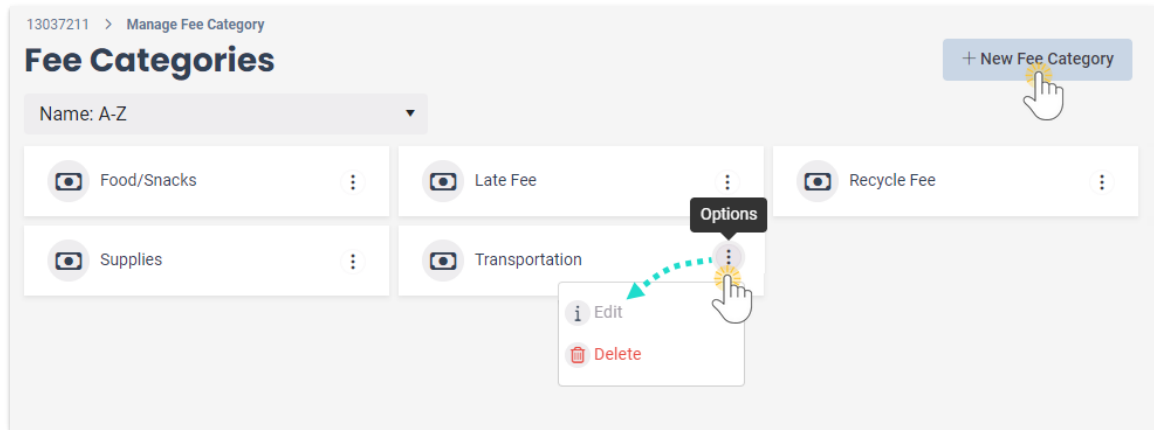 13037211 > Manage Fee Category
Fee Categories
+ New Fee Category
Name: A-Z
Food/Snacks
Late Fee
Recycle Fee
Options
Supplies
Transportation
i Edit
Delete